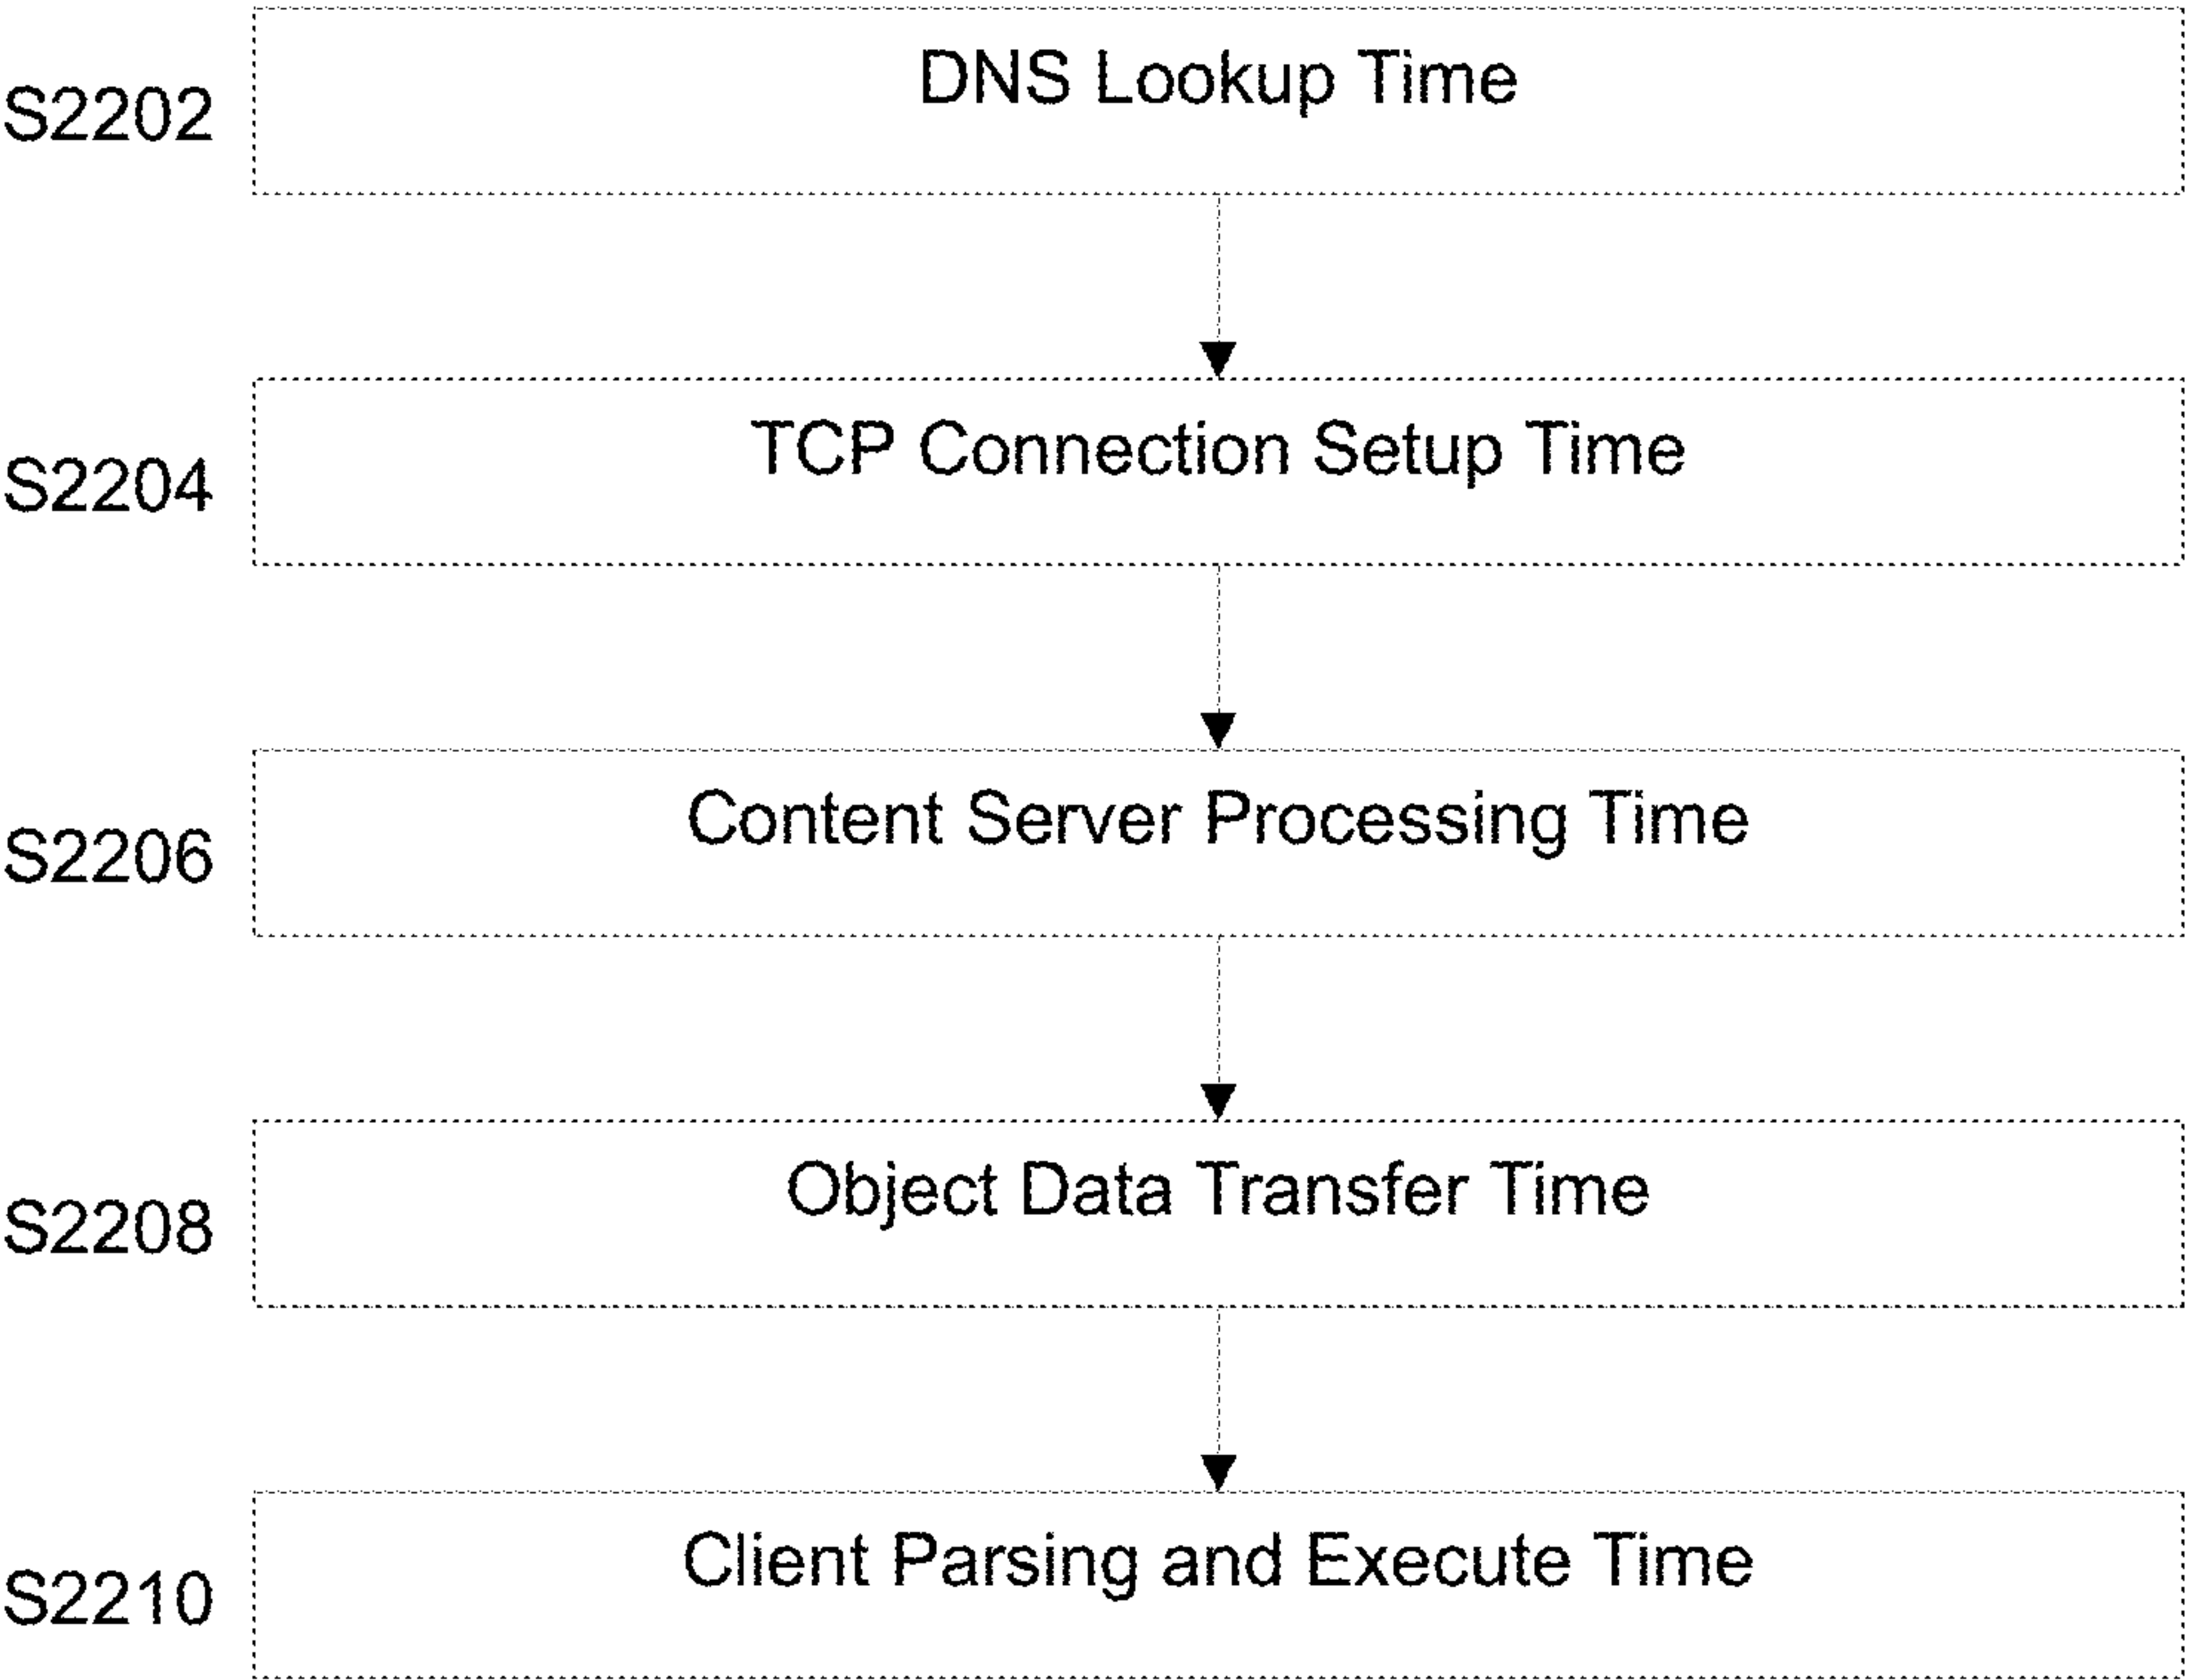 DNS Lookup Time
S2202
TCP Connection Setup Time
S2204
Content Server Processing Time
S2206
Object Data Transfer Time
S2208
Client Parsing and Execute Time
S2210